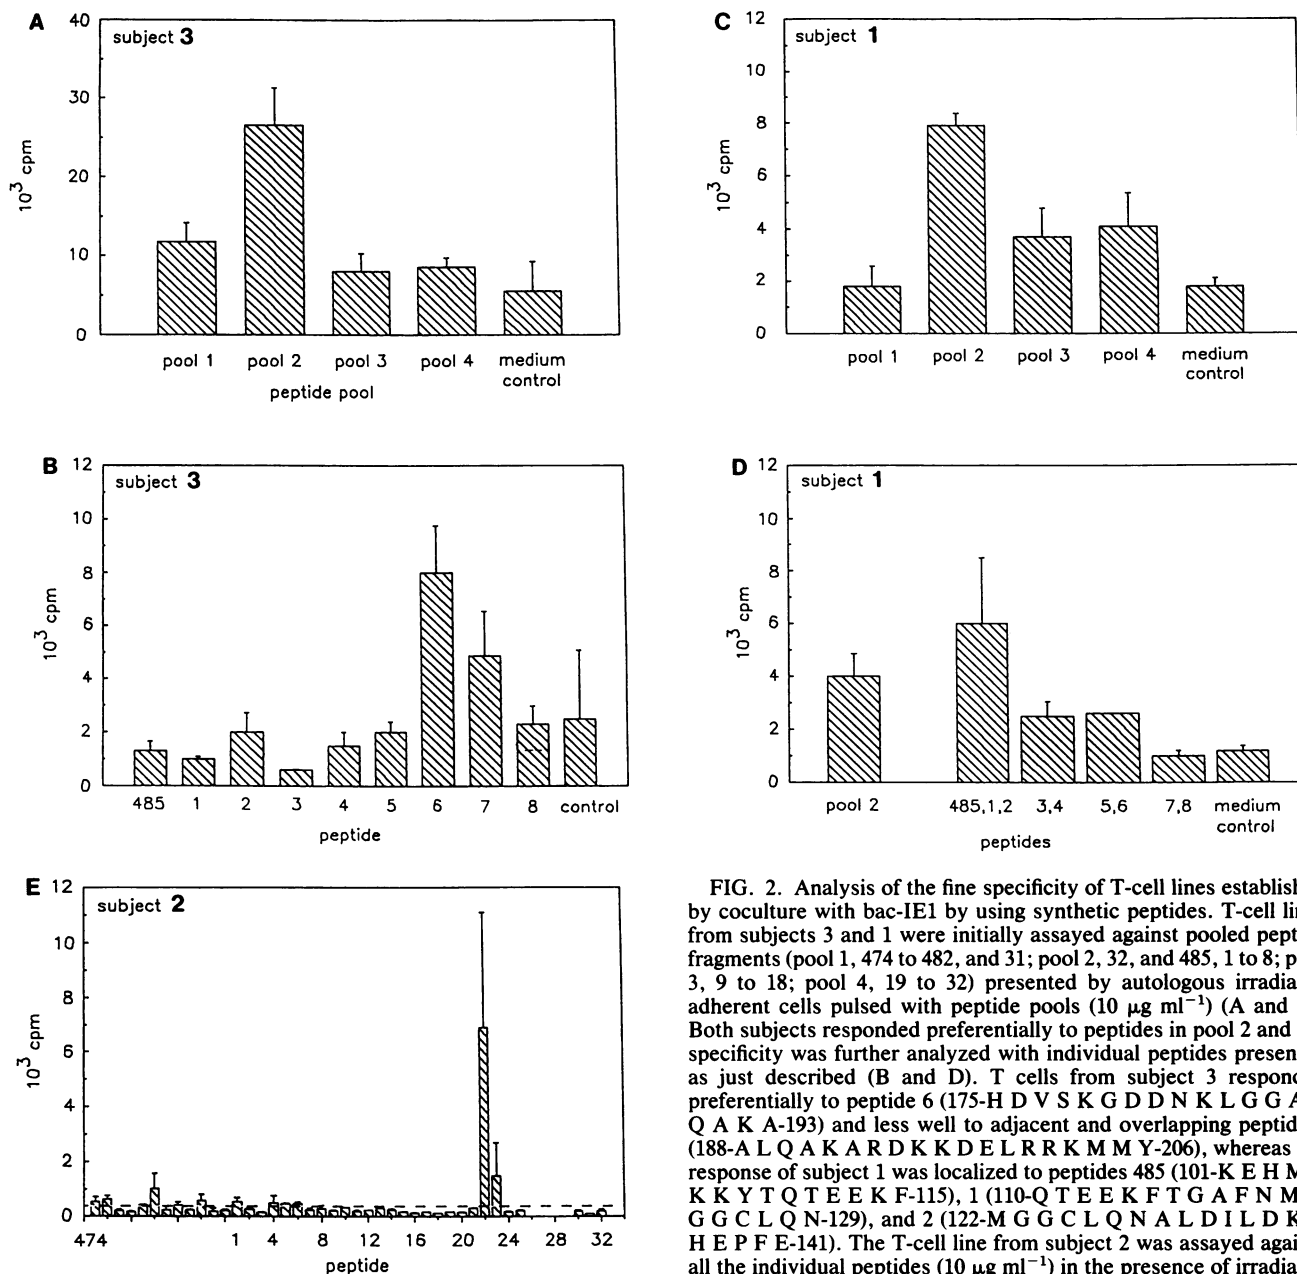 A
subject 3
40
30
20
10
0
10³ cpm
pool 1 pool 2 pool 3 pool 4 medium control
peptide pool
C
subject 1
12
10
8
6
4
2
0
10³ cpm
pool 1 pool 2 pool 3 pool 4 medium control
B
subject 3
12
10
8
6
4
2
0
10³ cpm
485 1 2 3 4 5 6 7 8 control
peptide
D
subject 1
12
10
8
6
4
2
0
10³ cpm
pool 2 485,1,2 3,4 5,6 7,8 medium control
peptides
E
subject 2
12
10
8
6
4
2
0
10³ cpm
474 1 4 8 12 16 20 24 28 32
peptide
FIG. 2. Analysis of the fine specificity of T-cell lines establish
by coculture with bac-IE1 by using synthetic peptides. T-cell lin
from subjects 3 and 1 were initially assayed against pooled pept
fragments (pool 1, 474 to 482, and 31; pool 2, 32, and 485, 1 to 8; p
3, 9 to 18; pool 4, 19 to 32) presented by autologous irradia
adherent cells pulsed with peptide pools (10 μg ml⁻¹) (A and
Both subjects responded preferentially to peptides in pool 2 and
specificity was further analyzed with individual peptides presen
as just described (B and D). T cells from subject 3 respond
preferentially to peptide 6 (175-H D V S K G D D N K L G G A
Q A K A-193) and less well to adjacent and overlapping peptid
(188-A L Q A K A R D K K D E L R R K M M Y-206), whereas
response of subject 1 was localized to peptides 485 (101-K E H M
K K Y T Q T E E K F-115), 1 (110-Q T E E K F T G A F N M
G G C L Q N-129), and 2 (122-M G G C L Q N A L D I L D K
H E P F E-141). The T-cell line from subject 2 was assayed agai
all the individual peptides (10 μg ml⁻¹) in the presence of irradia